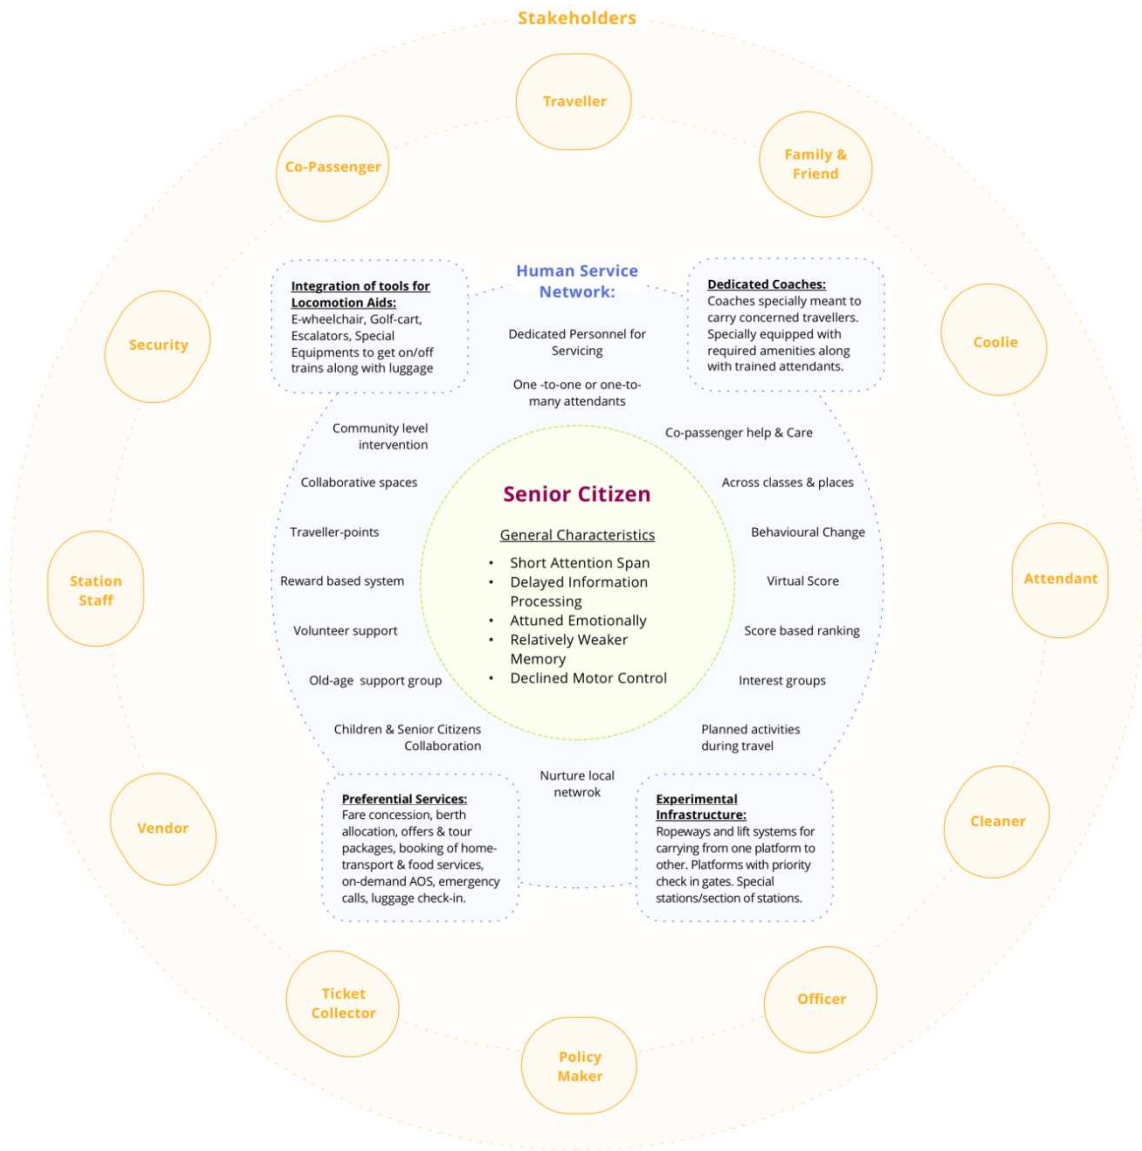 Stakeholders
Traveller
Co-Passenger
Family &
Friend
Security
Coolie
Station
Staff
Attendant
Vendor
Cleaner
Ticket
Collector
Officer
Policy
Maker
Human Service
Network:
Integration of tools for
Locomotion Aids:
E-wheelchair, Golf-cart,
Escalators, Special
Equipments to get on/off
trains along with luggage
Dedicated Coaches:
Coaches specially meant to
carry concerned travellers.
Specially equipped with
required amenities along
with trained attendants.
Dedicated Personnel for
Servicing
One -to-one or one-to-
many attendants
Community level
intervention
Collaborative spaces
Traveller-points
Reward based system
Volunteer support
Old-age support group
Children & Senior Citizens
Collaboration
Co-passenger help & Care
Across classes & places
Behavioural Change
Virtual Score
Score based ranking
Interest groups
Planned activities
during travel
Nurture local
netwrok
Senior Citizen
General Characteristics
• Short Attention Span
• Delayed Information
Processing
• Attuned Emotionally
• Relatively Weaker
Memory
• Declined Motor Control
Preferential Services:
Fare concession, berth
allocation, offers & tour
packages, booking of home-
transport & food services,
on-demand AOS, emergency
calls, luggage check-in.
Experimental
Infrastructure:
Ropeways and lift systems for
carrying from one platform to
other. Platforms with priority
check in gates. Special
stations/section of stations.